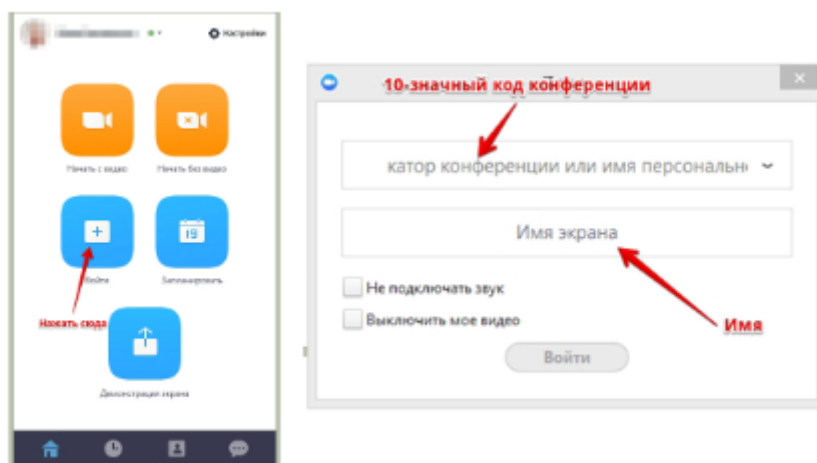 Настройки
Начать с видео
Начать без видео
19
Войти
Запланировать
Нажать сюда
Демонстрация экрана
10-значный код конференции
катор конференции или имя персональн
Имя экрана
Не подключать звук
Выключить мое видео
Имя
Войти